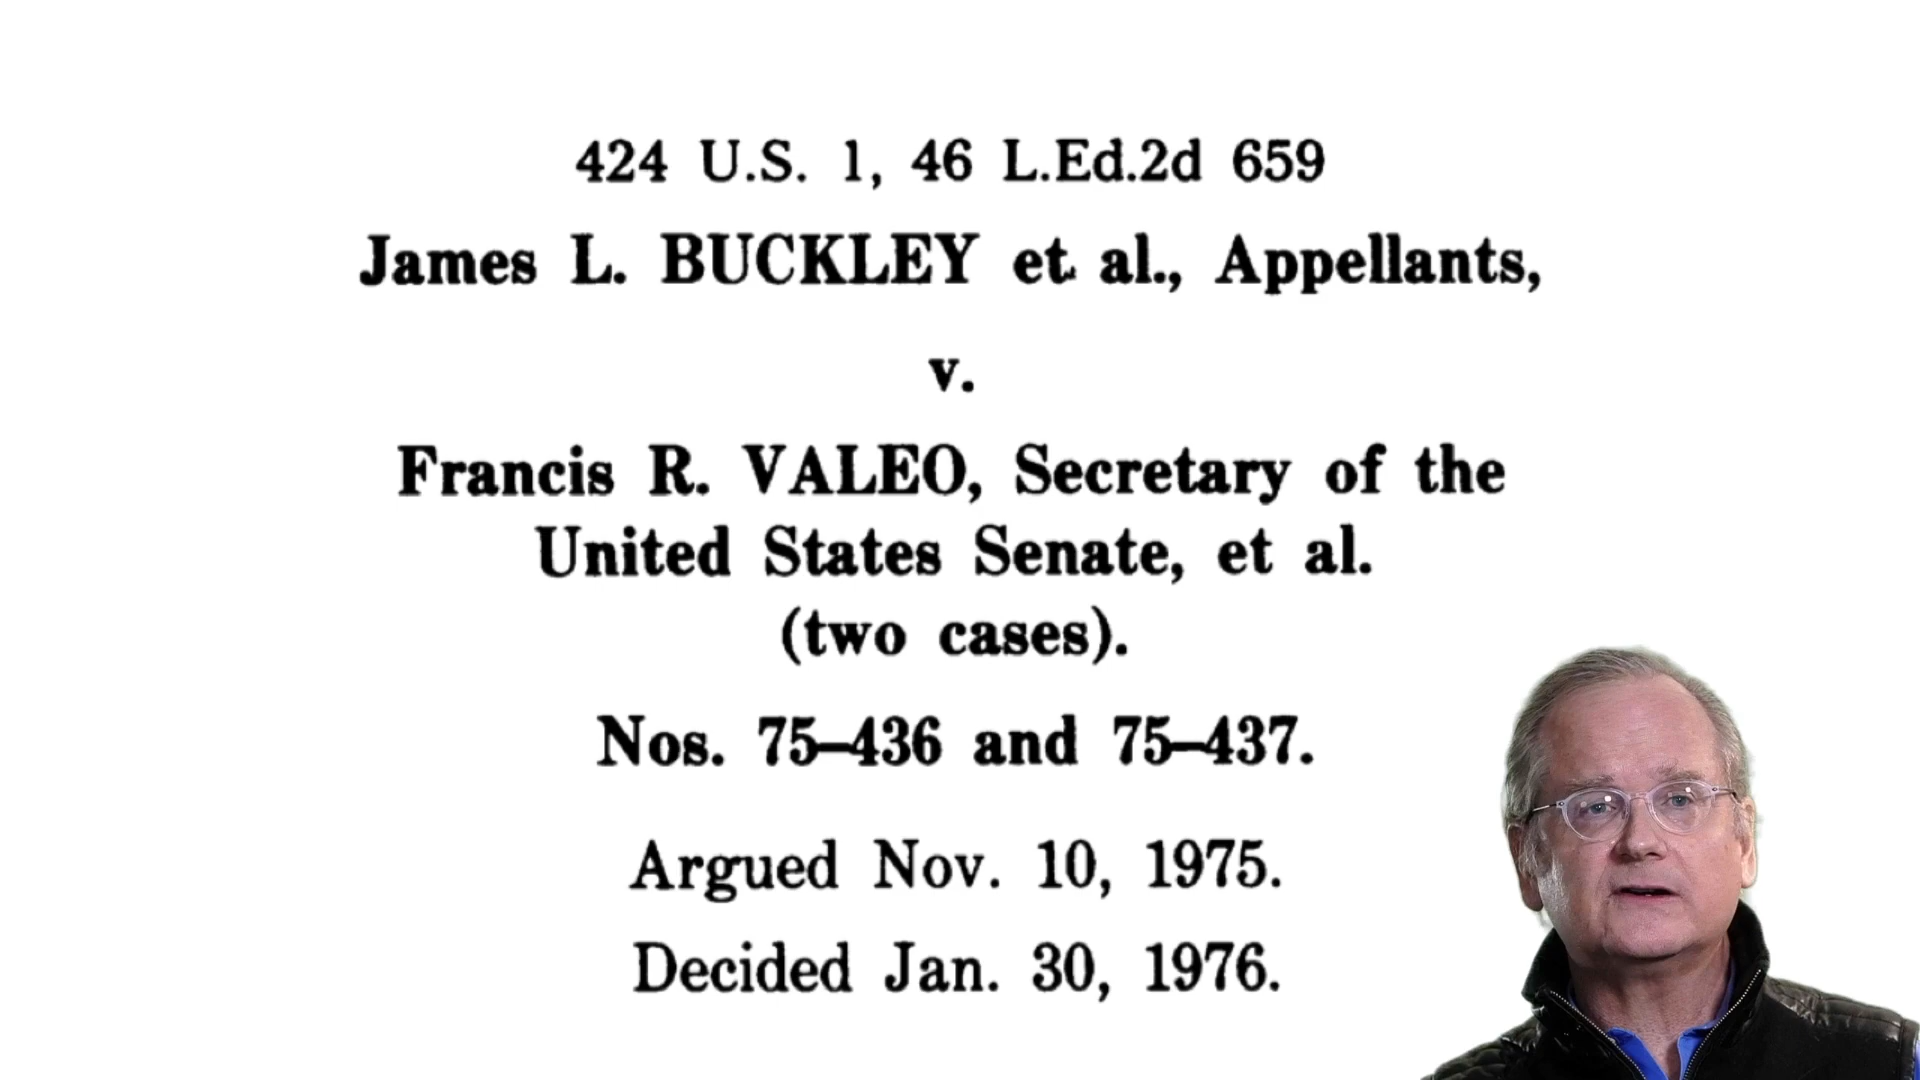 424 U.S. 1, 46 L.Ed.2d 659
James L. BUCKLEY et al., Appellants,
v.
Francis R. VALEO, Secretary of the
United States Senate, et al.
(two cases).
Nos. 75–436 and 75–437.
Argued Nov. 10, 1975.
Decided Jan. 30, 1976.